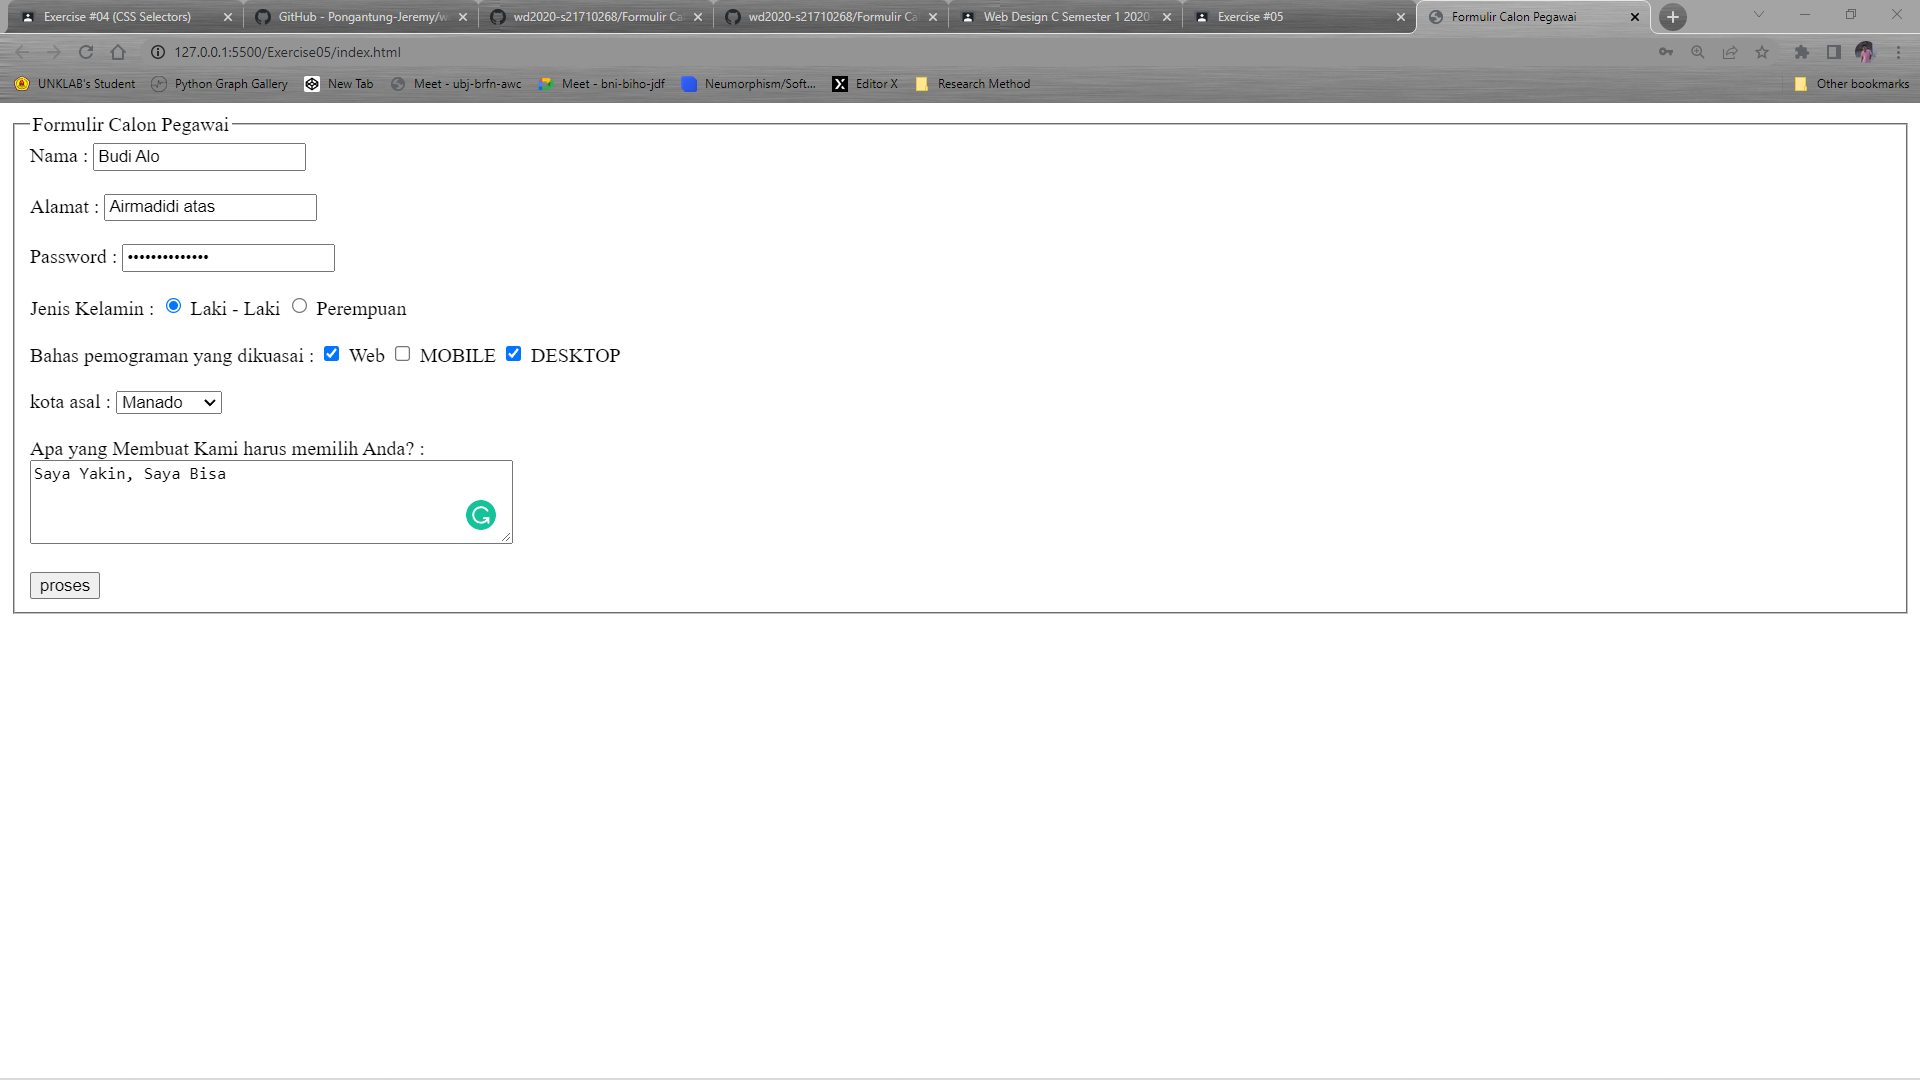 Exercise #04 (CSS Selectors)
GitHub - Pongantung-Jeremy/w
wd2020-s21710268/Formulir Ca
wd2020-s21710268/Formulir Ca
Web Design C Semester 1 2020
Exercise #05
Formulir Calon Pegawai
127.0.0.1:5500/Exercise05/index.html
UNKLAB's Student
Python Graph Gallery
New Tab
Meet - ubj-brfn-awc
Meet - bni-biho-jdf
Neumorphism/Soft...
Editor X
Research Method
Other bookmarks
Formulir Calon Pegawai
Nama : Budi Alo
Alamat : Airmadidi atas
Password : ••••••••••••••
Jenis Kelamin : Laki - Laki Perempuan
Bahas pemograman yang dikuasai : Web MOBILE DESKTOP
kota asal : Manado
Apa yang Membuat Kami harus memilih Anda? :
Saya Yakin, Saya Bisa
proses